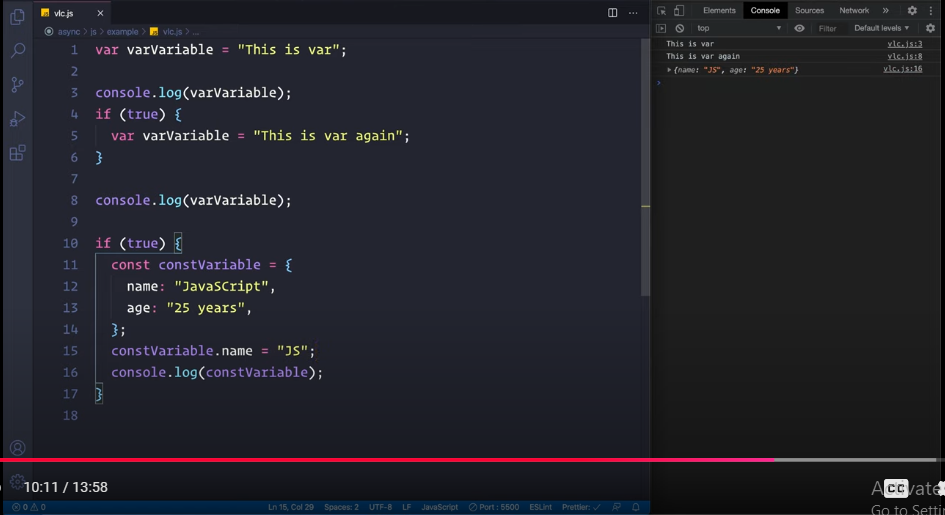 vlc.js ×
async > js > example > vlc.js > ...
1 var varVariable = "This is var";
2
3 console.log(varVariable);
4 if (true) {
5 var varVariable = "This is var again";
6 }
7
8 console.log(varVariable);
9
10 if (true) {
11 const constVariable = {
12 name: "JavaSCript",
13 age: "25 years",
14 };
15 constVariable.name = "JS";
16 console.log(constVariable);
17 }
18
Elements Console Sources Network »
top Filter Default levels
This is var vlc.js:3
This is var again vlc.js:8
{name: "JS", age: "25 years"} vlc.js:16
>
10:11 / 13:58
CC
Activate
Go to Setti
0 0 Ln 15, Col 29 Spaces: 2 UTF-8 LF JavaScript Port : 5500 ESLint Prettier: ✓